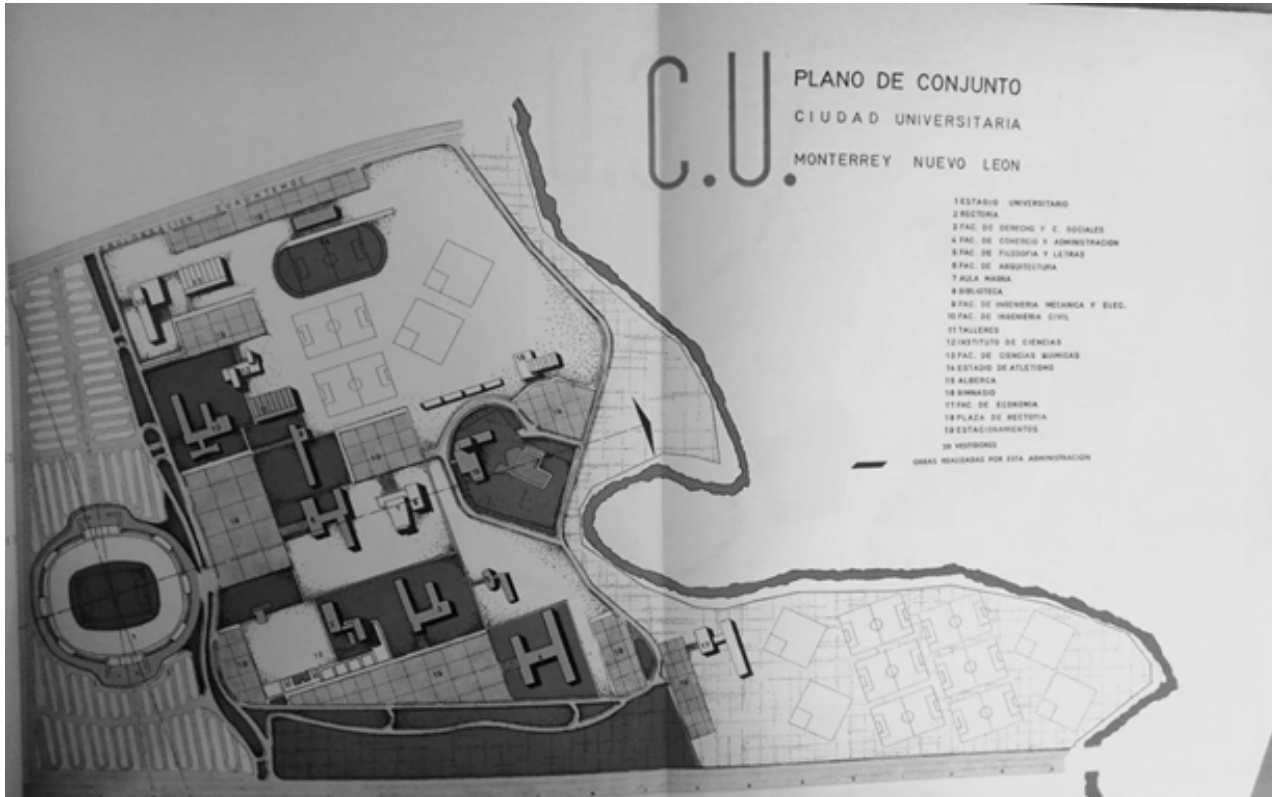 C.U.
PLANO DE CONJUNTO
CIUDAD UNIVERSITARIA
MONTERREY NUEVO LEON
1 ESTADIO UNIVERSITARIO
2 RECTORIA
3 FAC. DE DERECHO Y C. SOCIALES
4 FAC. DE COMERCIO Y ADMINISTRACION
5 FAC. DE FILOSOFIA Y LETRAS
6 FAC. DE ARQUITECTURA
7 AULA MAGNA
8 BIBLIOTECA
9 FAC. DE INGENIERIA MECANICA Y ELEC.
10 FAC. DE INGENIERIA CIVIL
11 TALLERES
12 INSTITUTO DE CIENCIAS
13 FAC. DE CIENCIAS QUIMICAS
14 ESTADIO DE ATLETISMO
15 ALBERCA
16 GIMNASIO
17 FAC. DE ECONOMIA
18 PLAZA DE RECTORIA
19 ESTACIONAMIENTOS
20 VESTIDORES
OBRAS REALIZADAS POR ESTA ADMINISTRACION
PROLONGACION CUAUHTEMOC